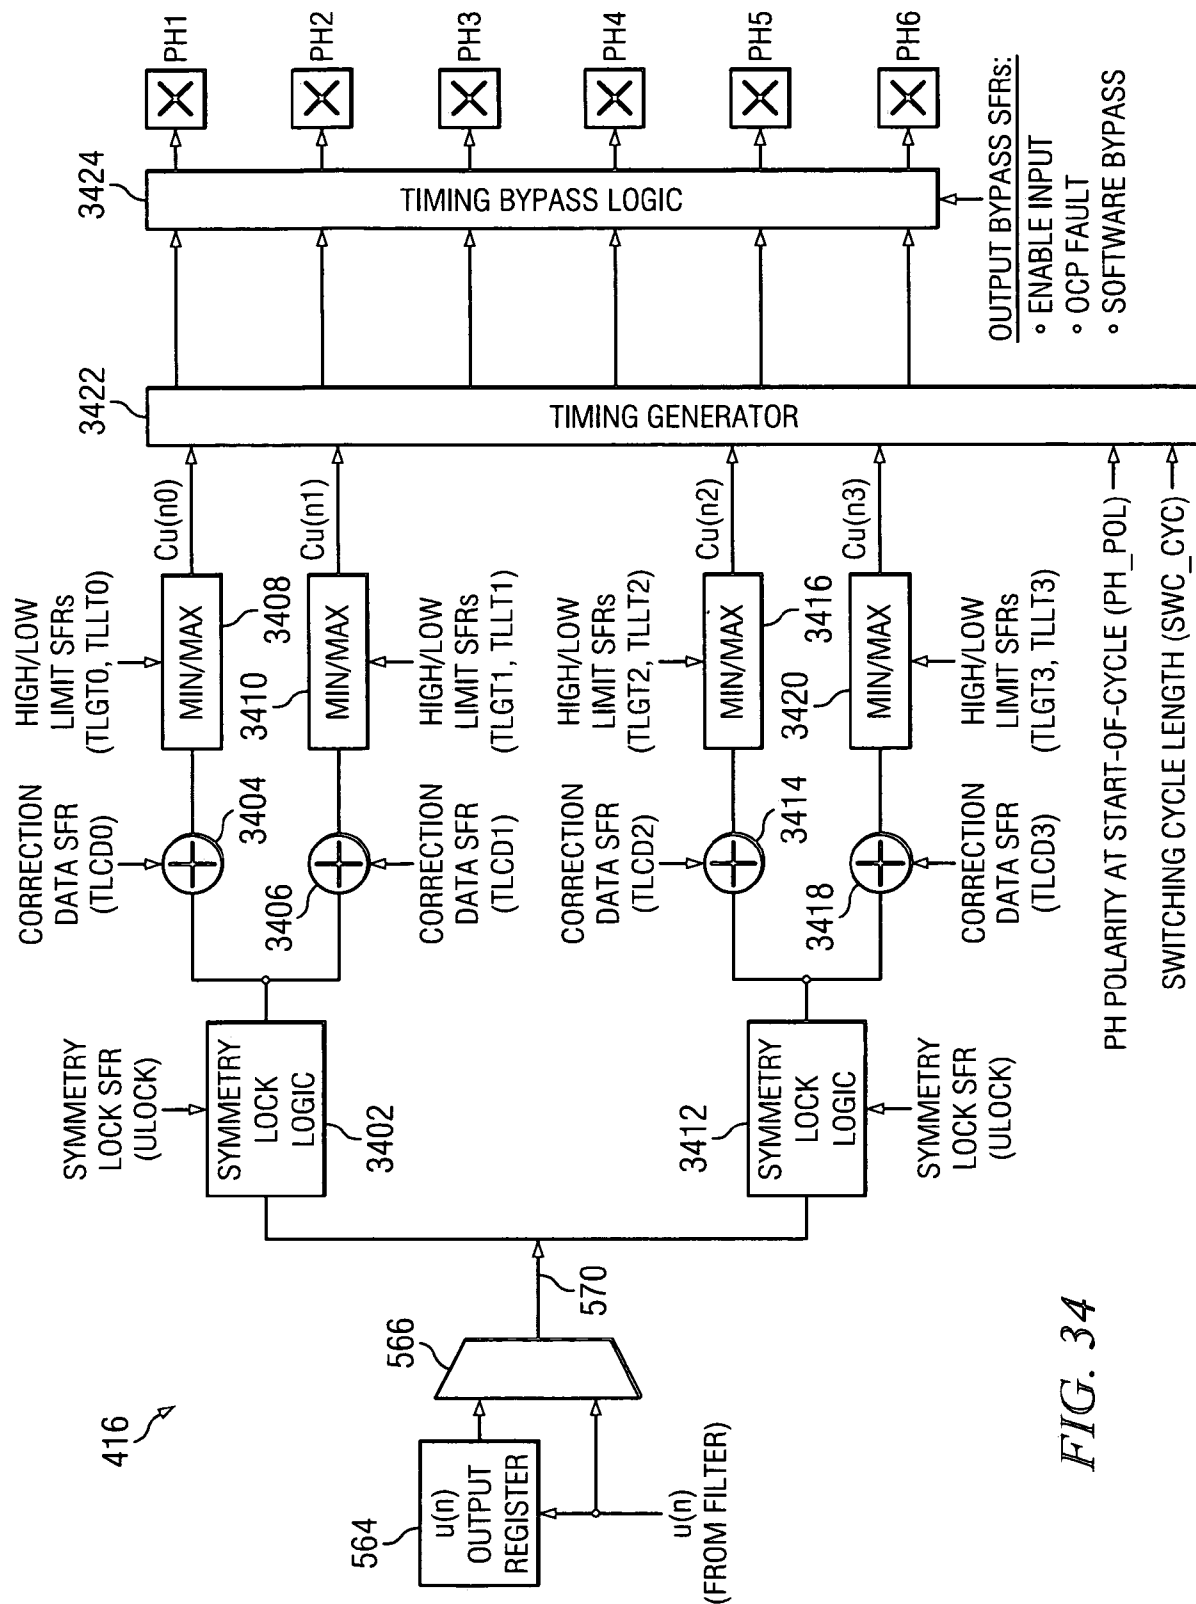 416
564
u(n)
OUTPUT
REGISTER
u(n)
(FROM FILTER)
566
570
SYMMETRY
LOCK SFR
(ULOCK)
SYMMETRY
LOCK
LOGIC
3402
3412
SYMMETRY
LOCK
LOGIC
SYMMETRY
LOCK SFR
(ULOCK)
CORRECTION
DATA SFR
(TLCD0)
3404
3406
CORRECTION
DATA SFR
(TLCD1)
CORRECTION
DATA SFR
(TLCD2)
3414
3418
CORRECTION
DATA SFR
(TLCD3)
HIGH/LOW
LIMIT SFRs
(TLGT0, TLLT0)
MIN/MAX
3408
3410
MIN/MAX
HIGH/LOW
LIMIT SFRs
(TLGT1, TLLT1)
HIGH/LOW
LIMIT SFRs
(TLGT2, TLLT2)
MIN/MAX
3416
3420
MIN/MAX
HIGH/LOW
LIMIT SFRs
(TLGT3, TLLT3)
Cu(n0)
Cu(n1)
Cu(n2)
Cu(n3)
PH POLARITY AT START-OF-CYCLE (PH_POL)
SWITCHING CYCLE LENGTH (SWC_CYC)
3422
TIMING GENERATOR
3424
TIMING BYPASS LOGIC
OUTPUT BYPASS SFRs:
∘ ENABLE INPUT
∘ OCP FAULT
∘ SOFTWARE BYPASS
PH1
PH2
PH3
PH4
PH5
PH6
FIG. 34